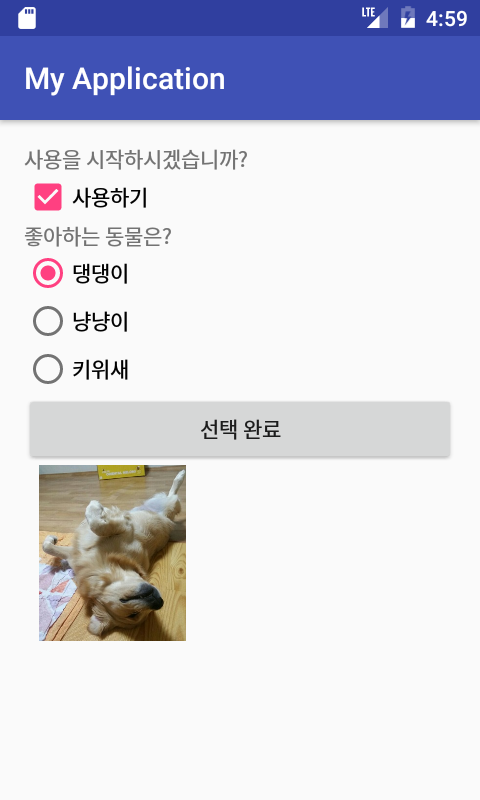 LTE 4:59
My Application
사용을 시작하시겠습니까?
사용하기
좋아하는 동물은?
댕댕이
냥냥이
키위새
선택 완료